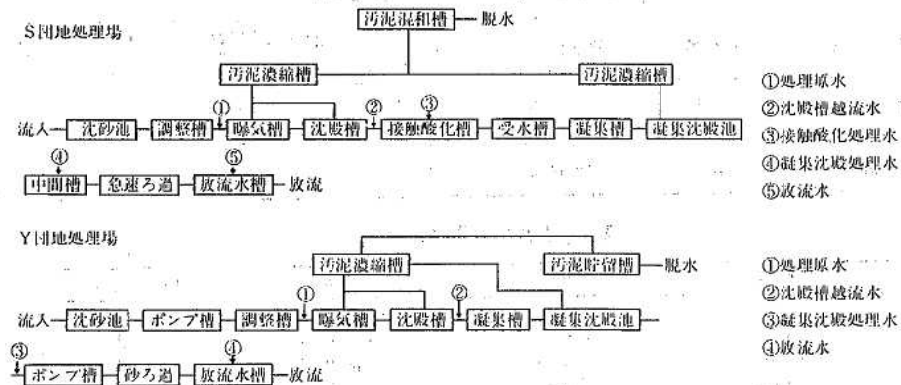 汚泥混和槽 脱水
S団地処理場
汚泥濃縮槽 汚泥濃縮槽 ①処理原水
① ② ③ ②沈殿槽越流水
流入 沈砂池 調整槽 曝気槽 沈殿槽 接触酸化槽 受水槽 凝集槽 凝集沈殿池 ③接触酸化処理水
④ ⑤ ④凝集沈殿処理水
中間槽 急速ろ過 放流水槽 放流 ⑤放流水
Y団地処理場
汚泥濃縮槽 汚泥貯留槽 脱水 ①処理原水
① ② ②沈殿槽越流水
流入 沈砂池 ポンプ槽 調整槽 曝気槽 沈殿槽 凝集槽 凝集沈殿池 ③凝集沈殿処理水
③ ④ ④放流水
ポンプ槽 砂ろ過 放流水槽 放流